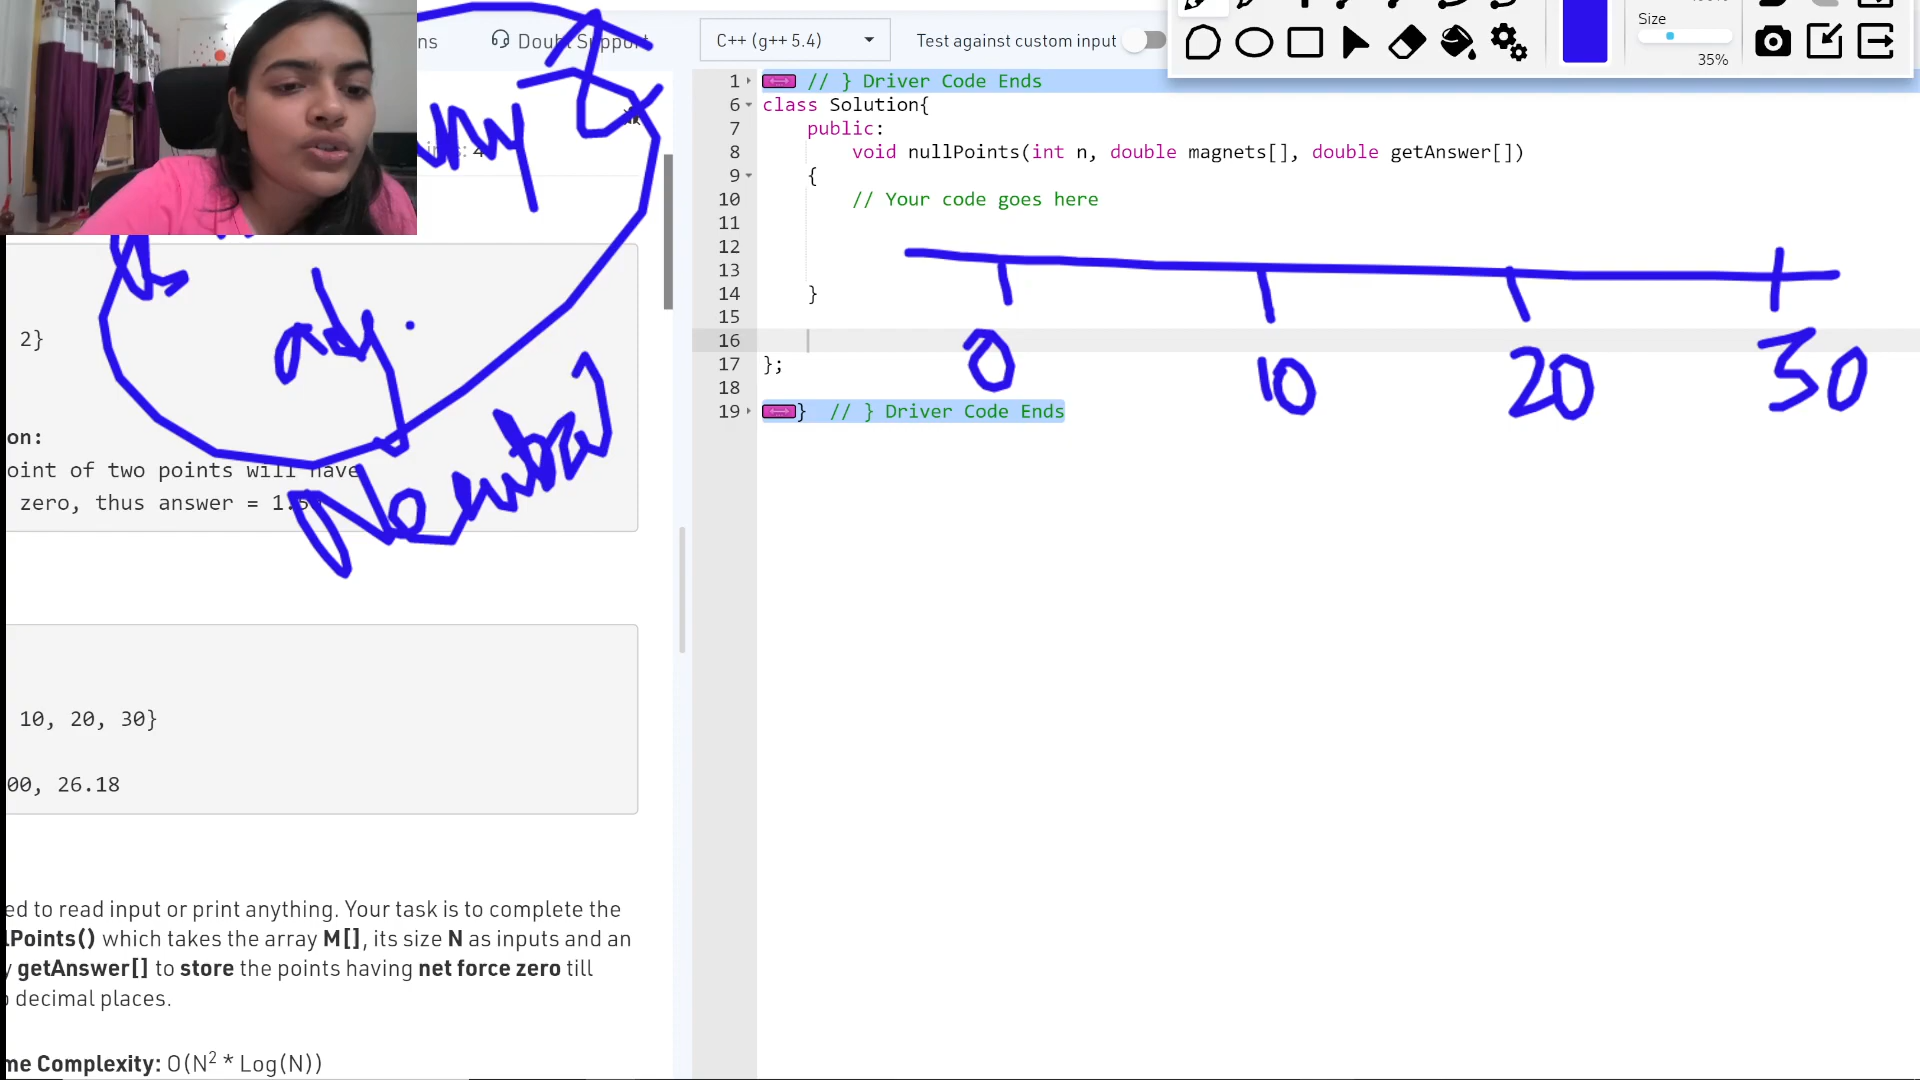 ns
Doubt Support
C++ (g++ 5.4)
Test against custom input
Size
35%
1 // } Driver Code Ends
6 class Solution{
7 public:
8 void nullPoints(int n, double magnets[], double getAnswer[])
9 {
10 // Your code goes here
11
12
13
14 }
15
16
17 };
18
19 } // } Driver Code Ends
0 10 20 30
adj.
2}
on:
oint of two points will have
zero, thus answer = 1.5
10, 20, 30}
00, 26.18
ed to read input or print anything. Your task is to complete the
lPoints() which takes the array M[], its size N as inputs and an
y getAnswer[] to store the points having net force zero till
o decimal places.
me Complexity: O(N² * Log(N))